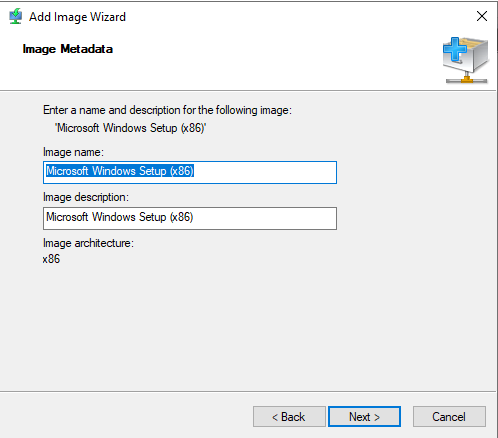 Add Image Wizard
Image Metadata
Enter a name and description for the following image:
'Microsoft Windows Setup (x86)'
Image name:
Microsoft Windows Setup (x86)
Image description:
Microsoft Windows Setup (x86)
Image architecture:
x86
< Back Next > Cancel